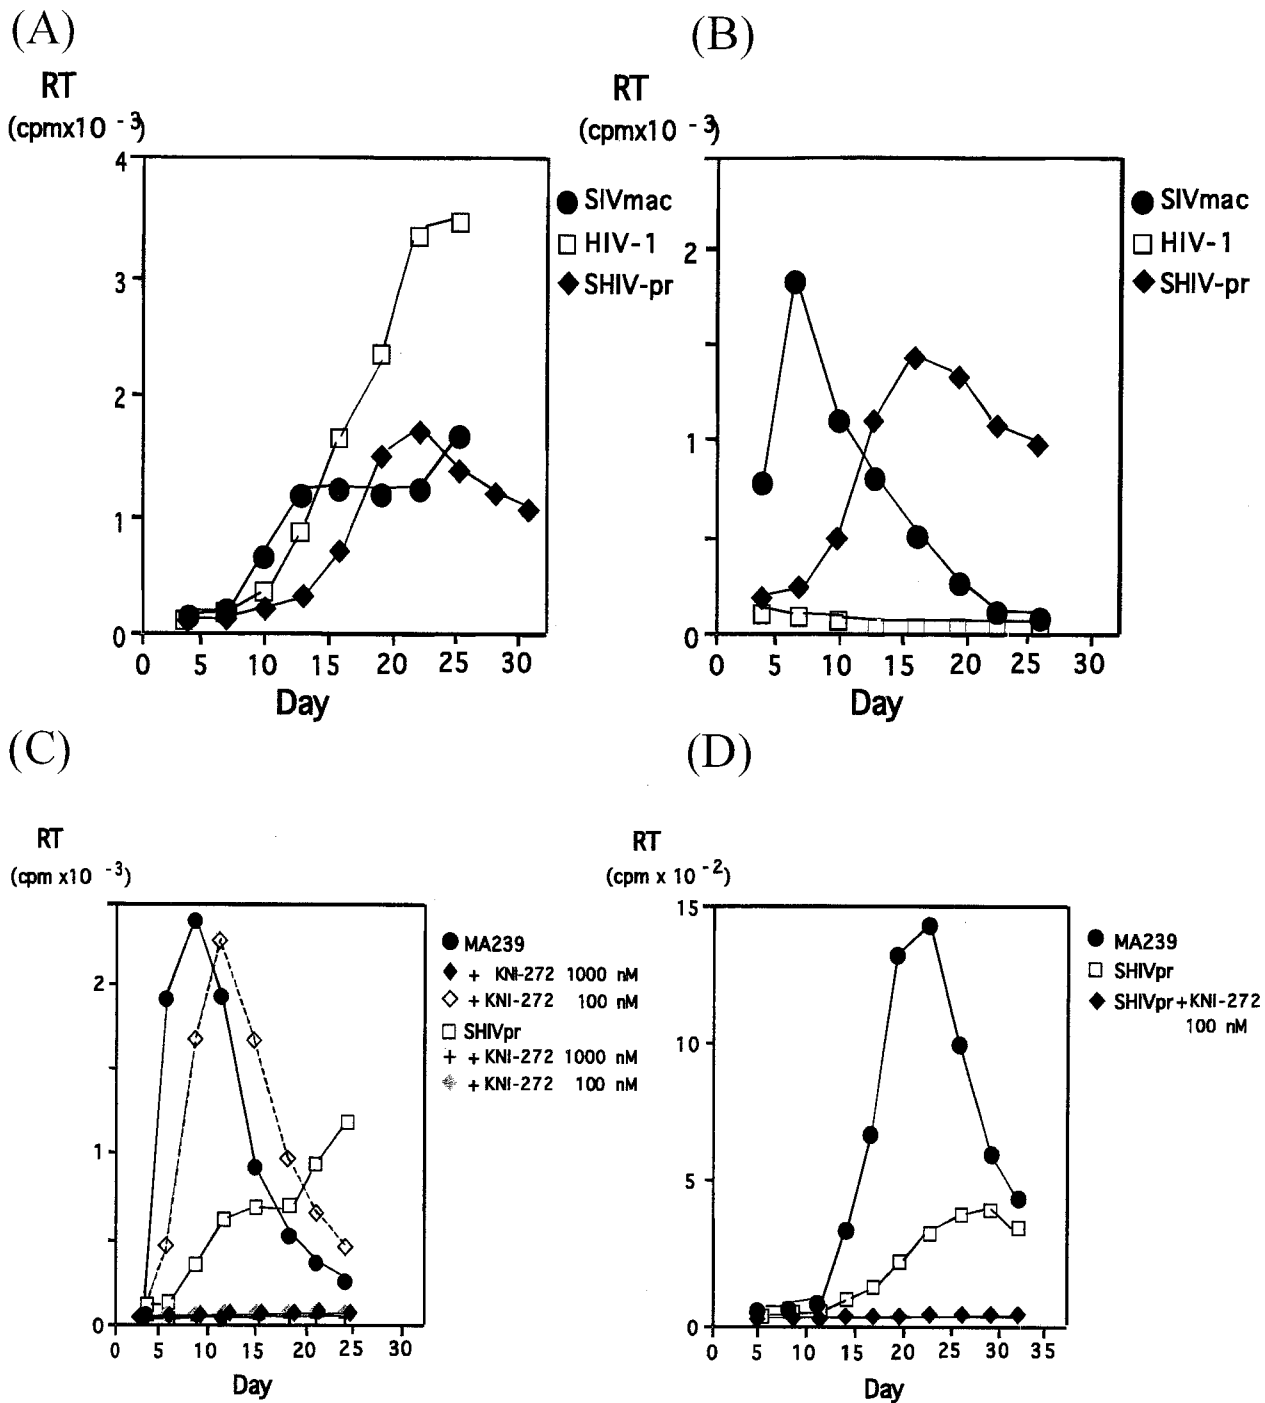 (A)
RT
(cpmx10 -3)
4
3
2
1
0
0 5 10 15 20 25 30
Day
SIVmac
HIV-1
SHIV-pr
(B)
RT
(cpmx10 -3)
2
1
0
0 5 10 15 20 25 30
Day
SIVmac
HIV-1
SHIV-pr
(C)
RT
(cpm x10 -3)
2
1
0
0 5 10 15 20 25 30
Day
MA239
+ KNI-272 1000 nM
+KNI-272 100 nM
SHIVpr
+KNI-272 1000 nM
+KNI-272 100 nM
(D)
RT
(cpm x 10 -2)
15
10
5
0
0 5 10 15 20 25 30 35
Day
MA239
SHIVpr
SHIVpr+KNI-272
100 nM